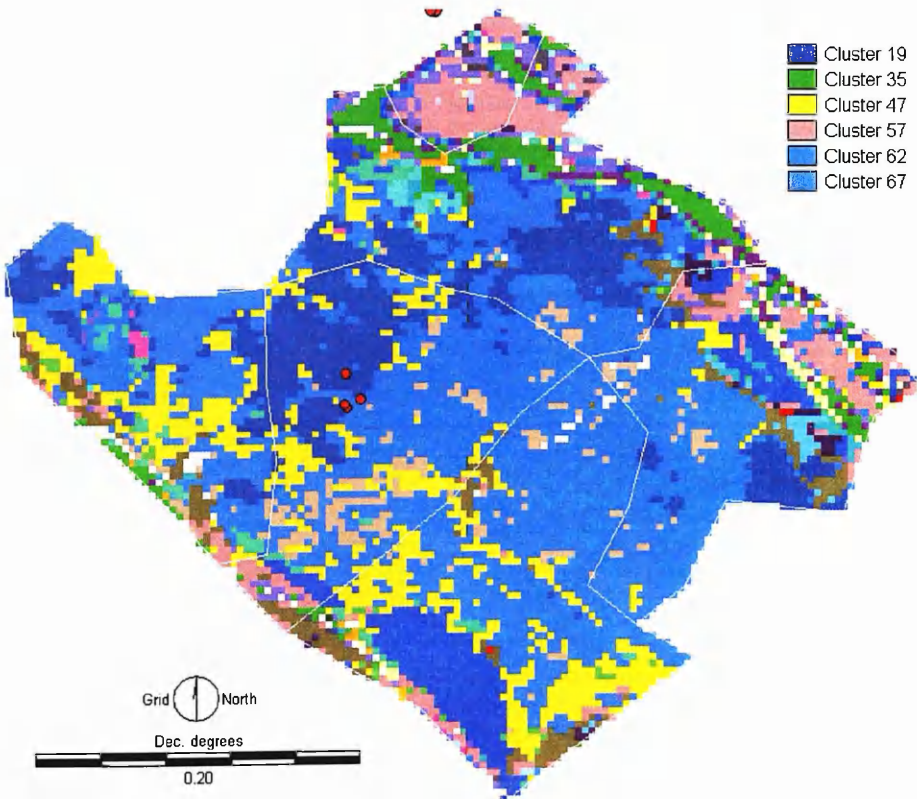 Cluster 19
Cluster 35
Cluster 47
Cluster 57
Cluster 62
Cluster 67
Grid North
Dec. degrees
0.20